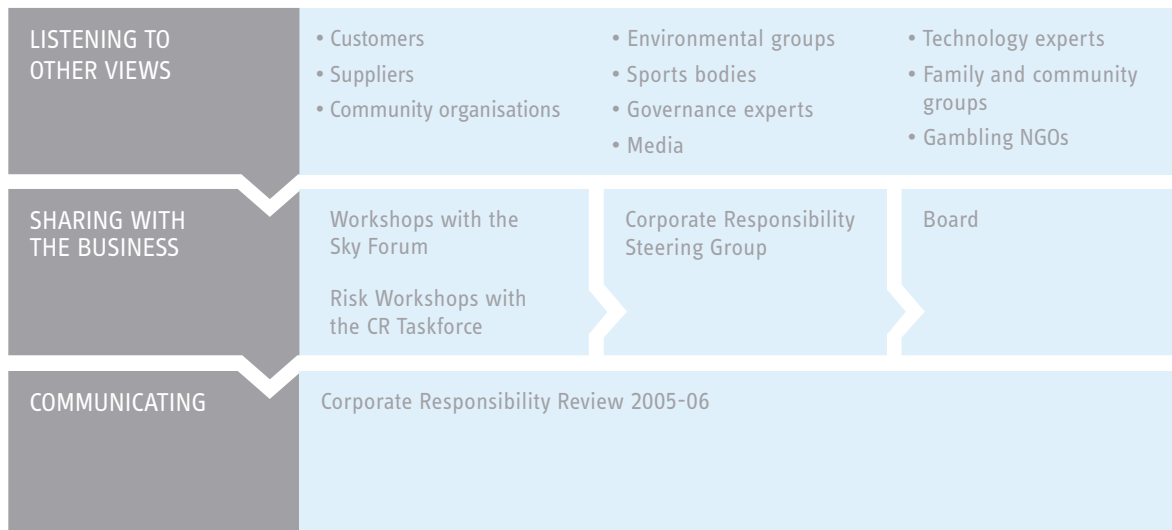 LISTENING TO
OTHER VIEWS
• Customers
• Suppliers
• Community organisations
• Environmental groups
• Sports bodies
• Governance experts
• Media
• Technology experts
• Family and community
groups
• Gambling NGOs
SHARING WITH
THE BUSINESS
Workshops with the
Sky Forum
Risk Workshops with
the CR Taskforce
Corporate Responsibility
Steering Group
Board
COMMUNICATING
Corporate Responsibility Review 2005-06